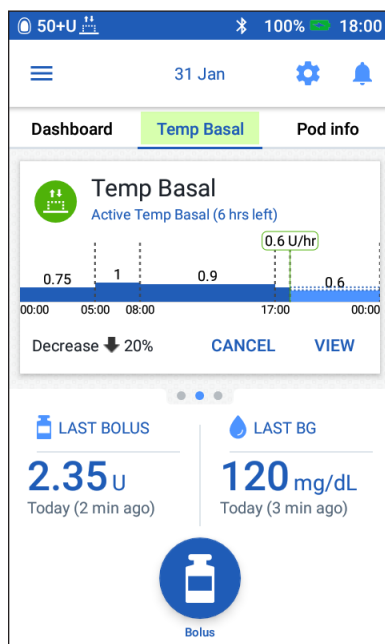 50+U 100% 18:00
31 Jan
Dashboard Temp Basal Pod info
Temp Basal
Active Temp Basal (6 hrs left)
0.6 U/hr
0.75 1 0.9 0.6
00:00 05:00 08:00 17:00 00:00
Decrease 20% CANCEL VIEW
LAST BOLUS LAST BG
2.35 U 120 mg/dL
Today (2 min ago) Today (3 min ago)
Bolus